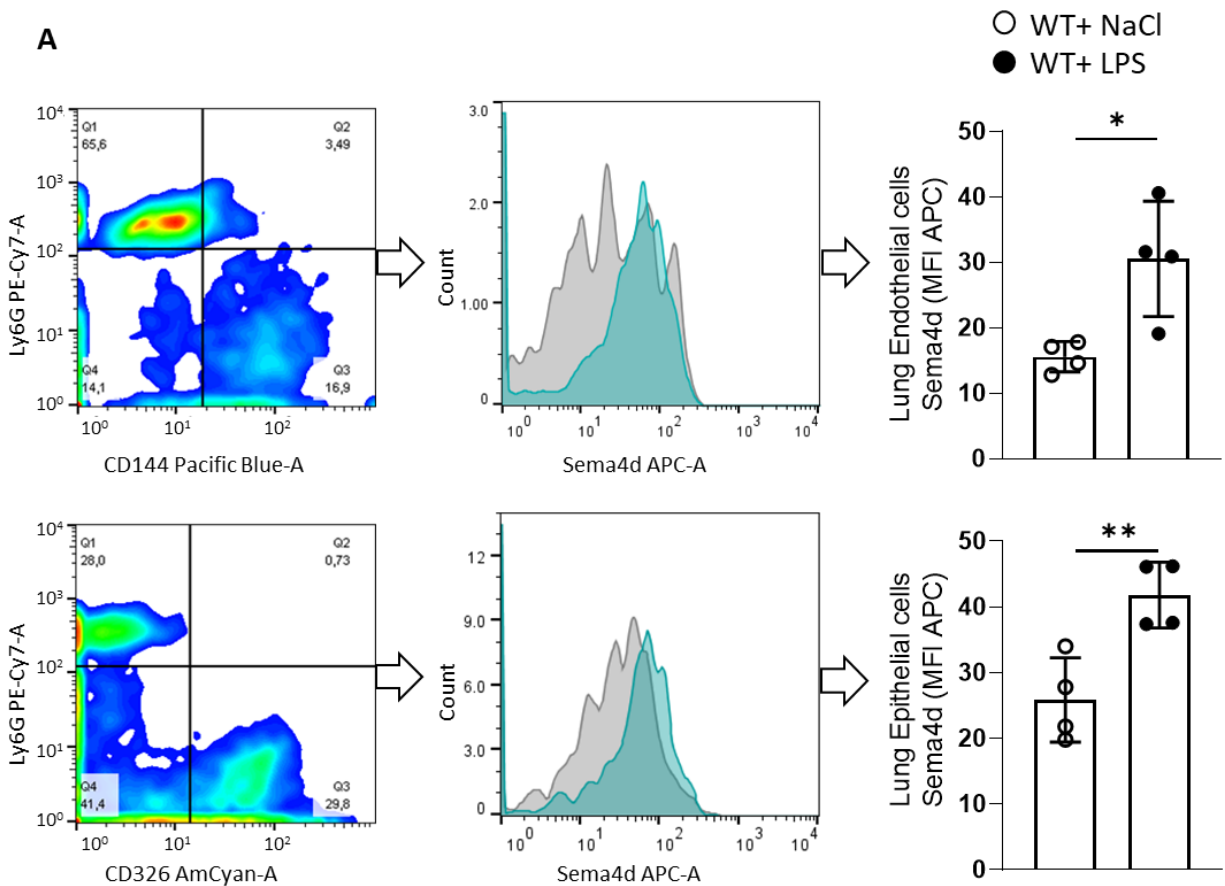 A
WT+ NaCl
WT+ LPS
Ly6G PE-Cy7-A
10⁴
10³
10²
10¹
10⁰
Q1
65,6
Q2
3,49
Q4
14,1
Q3
16,9
10⁰ 10¹ 10²
CD144 Pacific Blue-A
Count
3.0
2.0
1.00
0
10⁰ 10¹ 10² 10³ 10⁴
Sema4d APC-A
Lung Endothelial cells
Sema4d (MFI APC)
50
40
30
20
10
0
*
Ly6G PE-Cy7-A
10⁴
10³
10²
10¹
10⁰
Q1
28,0
Q2
0,73
Q4
41,4
Q3
29,8
10⁰ 10¹ 10²
CD326 AmCyan-A
Count
12
9.0
6.0
3.0
0
10⁰ 10¹ 10² 10³ 10⁴
Sema4d APC-A
Lung Epithelial cells
Sema4d (MFI APC)
50
40
30
20
10
0
**